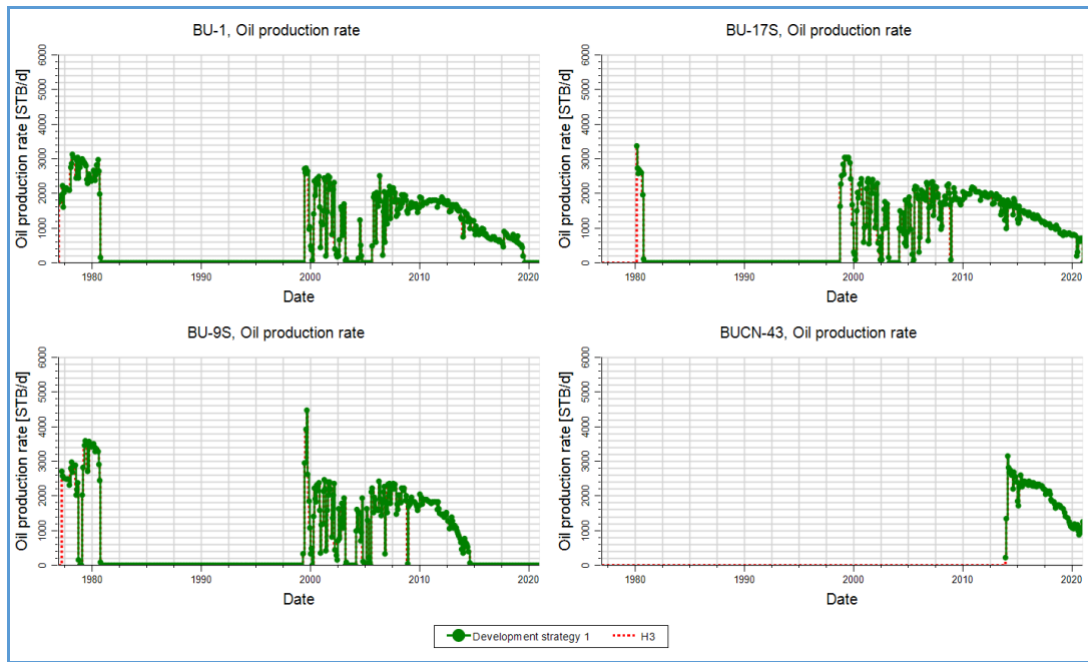 BU-1, Oil production rate
Oil production rate [STB/d]
6000
5000
4000
3000
2000
1000
0
1980 1990 2000 2010 2020
Date
BU-17S, Oil production rate
Oil production rate [STB/d]
6000
5000
4000
3000
2000
1000
0
1980 1990 2000 2010 2020
Date
BU-9S, Oil production rate
Oil production rate [STB/d]
6000
5000
4000
3000
2000
1000
0
1980 1990 2000 2010 2020
Date
BUCN-43, Oil production rate
Oil production rate [STB/d]
6000
5000
4000
3000
2000
1000
0
1980 1990 2000 2010 2020
Date
Development strategy 1 H3